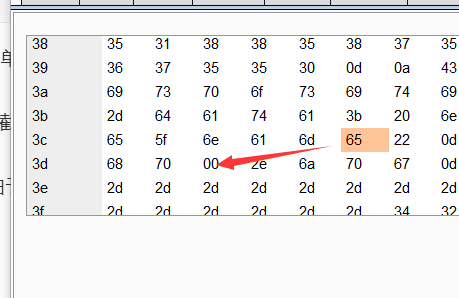 38 35 31 38 38 35 38 37 35
39 36 37 35 35 30 0d 0a 43
3a 69 73 70 6f 73 69 74 69
3b 2d 64 61 74 61 3b 20 6e
3c 65 5f 6e 61 6d 65 22 0d
3d 68 70 00 2e 6a 70 67 0d
3e 2d 2d 2d 2d 2d 2d 2d 2d
3f 2d 2d 2d 2d 2d 2d 34 32